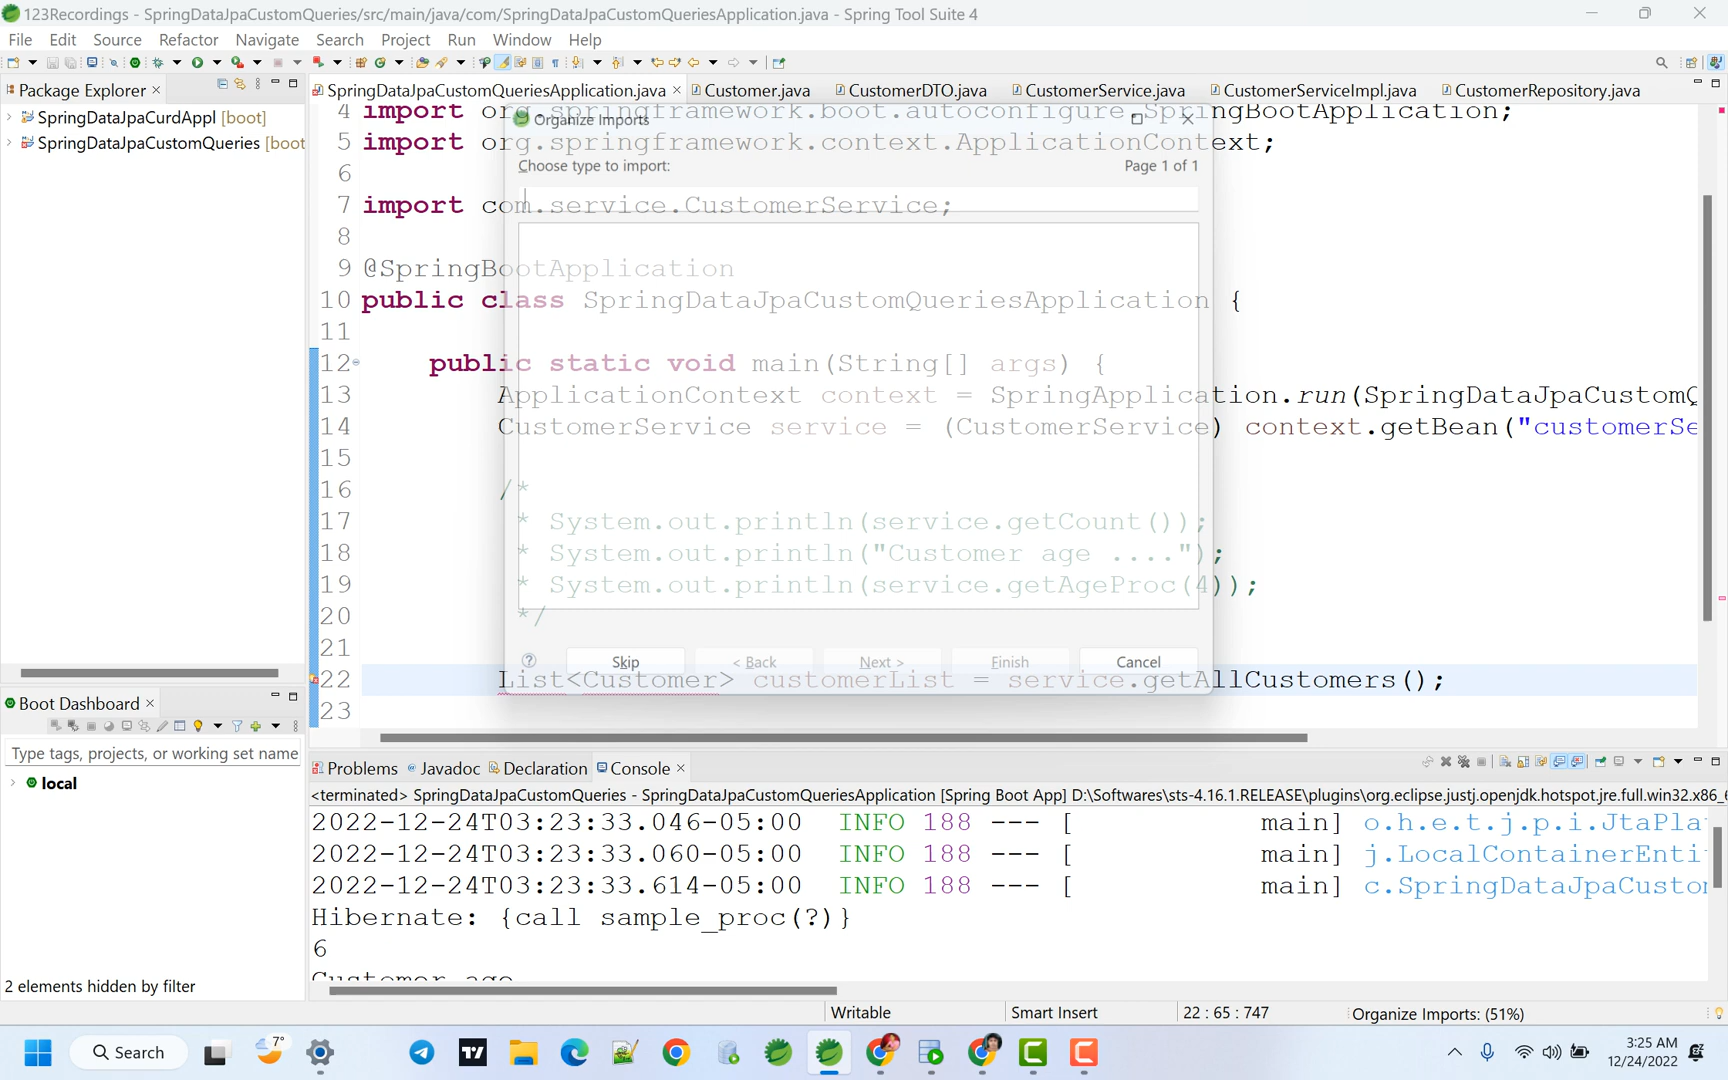 123Recordings - SpringDataJpaCustomQueries/src/main/java/com/SpringDataJpaCustomQueriesApplication.java - Spring Tool Suite 4
File Edit Source Refactor Navigate Search Project Run Window Help
Package Explorer
SpringDataJpaCurdAppl [boot]
SpringDataJpaCustomQueries [boot
SpringDataJpaCustomQueriesApplication.java Customer.java CustomerDTO.java CustomerService.java CustomerServiceImpl.java CustomerRepository.java
4 import org.springframework.boot.autoconfigure.SpringBootApplication;
Organize Imports
5 import org.springframework.context.ApplicationContext;
Choose type to import: Page 1 of 1
6
7 import com.service.CustomerService;
8
9 @SpringBootApplication
10 public class SpringDataJpaCustomQueriesApplication {
11
12 public static void main(String[] args) {
13 ApplicationContext context = SpringApplication.run(SpringDataJpaCustomQ
14 CustomerService service = (CustomerService) context.getBean("customerSe
15
16 /*
17 * System.out.println(service.getCount());
18 * System.out.println("Customer age ....");
19 * System.out.println(service.getAgeProc(4));
20 */
21
Skip < Back Next > Finish Cancel
22 List<Customer> customerList = service.getAllCustomers();
23
Boot Dashboard
Type tags, projects, or working set name
local
2 elements hidden by filter
Problems Javadoc Declaration Console
<terminated> SpringDataJpaCustomQueries - SpringDataJpaCustomQueriesApplication [Spring Boot App] D:\Softwares\sts-4.16.1.RELEASE\plugins\org.eclipse.justj.openjdk.hotspot.jre.full.win32.x86_6
2022-12-24T03:23:33.046-05:00 INFO 188 --- [ main] o.h.e.t.j.p.i.JtaPla
2022-12-24T03:23:33.060-05:00 INFO 188 --- [ main] j.LocalContainerEnti
2022-12-24T03:23:33.614-05:00 INFO 188 --- [ main] c.SpringDataJpaCustom
Hibernate: {call sample_proc(?)}
6
Customer age
Writable Smart Insert 22 : 65 : 747 Organize Imports: (51%)
Search
7°
3:25 AM
12/24/2022